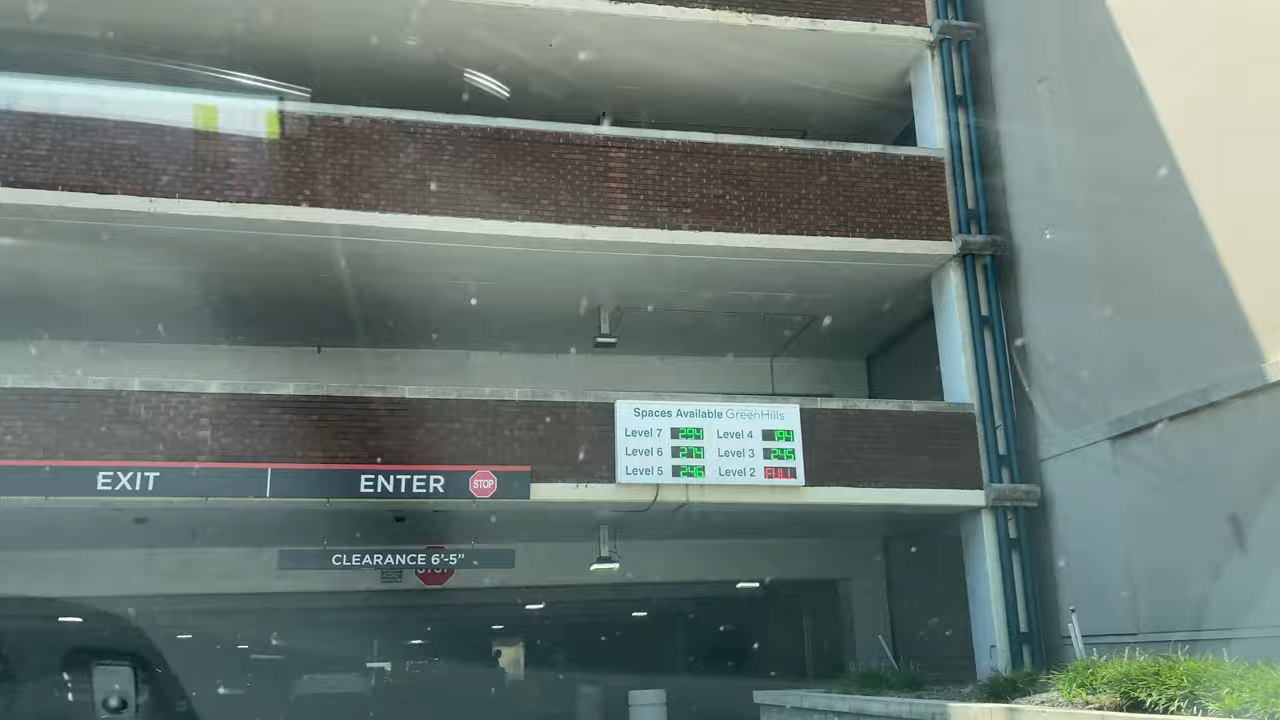 Spaces Available GreenHills
Level 7 294 Level 4 194
Level 6 274 Level 3 245
Level 5 246 Level 2 FULL
EXIT ENTER STOP
CLEARANCE 6'-5"
STOP